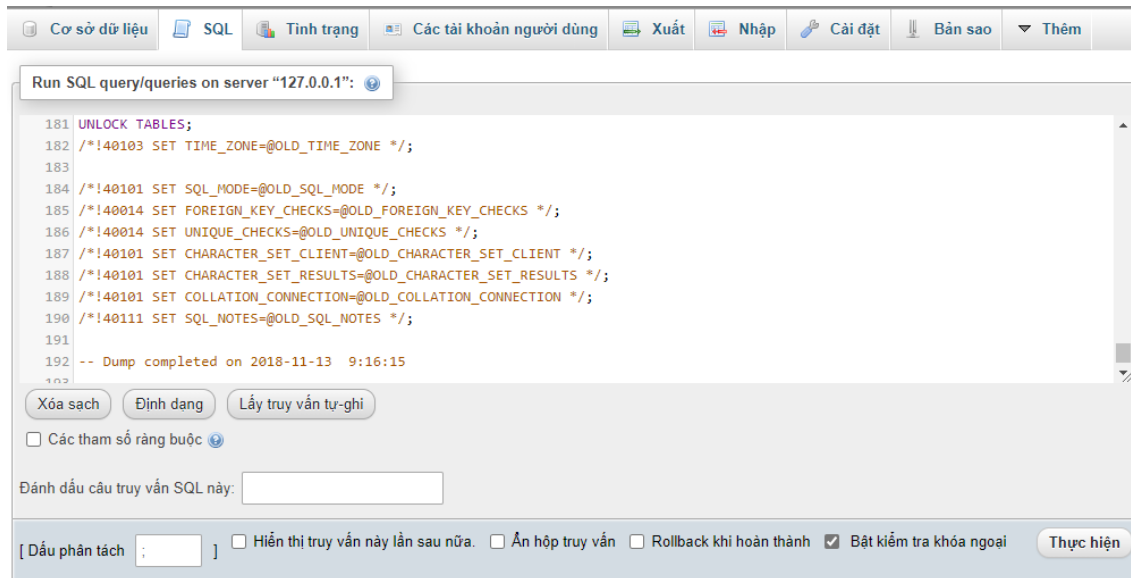 Cơ sở dữ liệu SQL Tình trạng Các tài khoản người dùng Xuất Nhập Cài đặt Bản sao Thêm
Run SQL query/queries on server “127.0.0.1”:
181 UNLOCK TABLES;
182 /*!40103 SET TIME_ZONE=@OLD_TIME_ZONE */;
183
184 /*!40101 SET SQL_MODE=@OLD_SQL_MODE */;
185 /*!40014 SET FOREIGN_KEY_CHECKS=@OLD_FOREIGN_KEY_CHECKS */;
186 /*!40014 SET UNIQUE_CHECKS=@OLD_UNIQUE_CHECKS */;
187 /*!40101 SET CHARACTER_SET_CLIENT=@OLD_CHARACTER_SET_CLIENT */;
188 /*!40101 SET CHARACTER_SET_RESULTS=@OLD_CHARACTER_SET_RESULTS */;
189 /*!40101 SET COLLATION_CONNECTION=@OLD_COLLATION_CONNECTION */;
190 /*!40111 SET SQL_NOTES=@OLD_SQL_NOTES */;
191
192 -- Dump completed on 2018-11-13  9:16:15
193
Xóa sạch Định dạng Lấy truy vấn tự-ghi
Các tham số ràng buộc
Đánh dấu câu truy vấn SQL này:
[ Dấu phân tách ; ] Hiển thị truy vấn này lần sau nữa. Ẩn hộp truy vấn Rollback khi hoàn thành Bật kiểm tra khóa ngoại Thực hiện